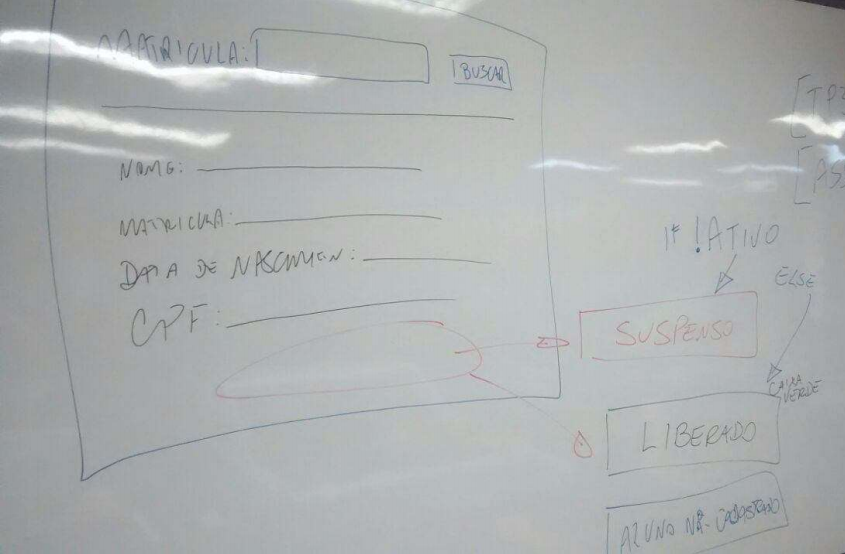 MATRICULA:
BUSCAR
NOME:
MATRICULA:
DATA DE NASCIMEN:
CPF:
[TP
[AS
IF !ATIVO
ELSE
SUSPENSO
CAIXA
VERDE
LIBERADO
ALUNO NÃ- CADASTRADO